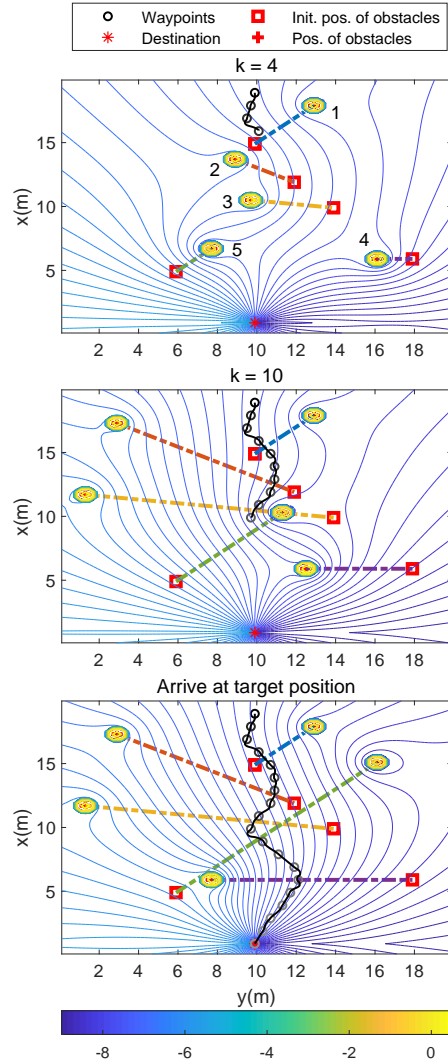 Waypoints
Init. pos. of obstacles
Destination
Pos. of obstacles
k = 4
x(m)
15
10
5
1
2
3
4
5
2 4 6 8 10 12 14 16 18
k = 10
x(m)
15
10
5
2 4 6 8 10 12 14 16 18
Arrive at target position
x(m)
15
10
5
2 4 6 8 10 12 14 16 18
y(m)
-8 -6 -4 -2 0